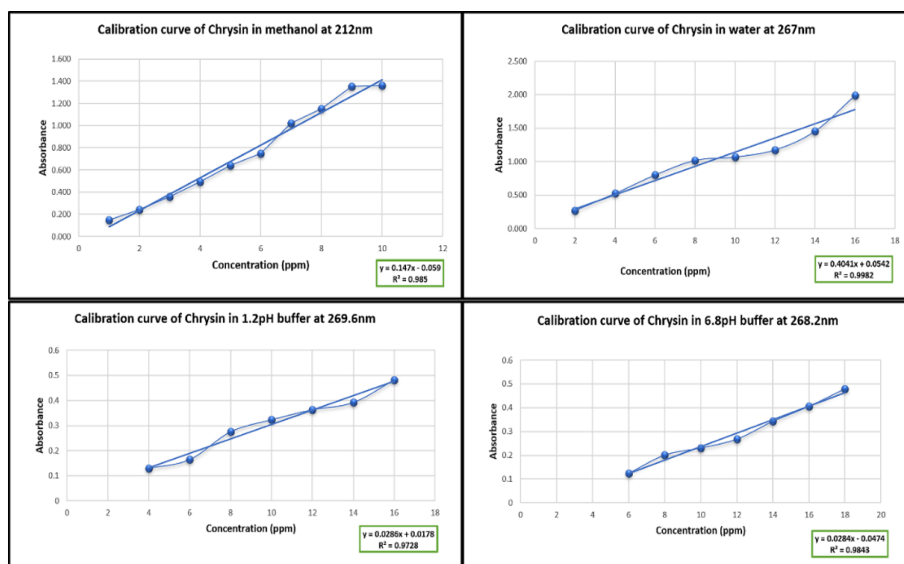 Calibration curve of Chrysin in methanol at 212nm
1.600
1.400
1.200
1.000
0.800
0.600
0.400
0.200
0.000
Absorbance
0 2 4 6 8 10 12
Concentration (ppm)
y = 0.147x - 0.059
R² = 0.985
Calibration curve of Chrysin in water at 267nm
2.500
2.000
1.500
1.000
0.500
0.000
Absorbance
0 2 4 6 8 10 12 14 16 18
Concentration (ppm)
y = 0.4041x + 0.0542
R² = 0.9982
Calibration curve of Chrysin in 1.2pH buffer at 269.6nm
0.6
0.5
0.4
0.3
0.2
0.1
0
Absorbance
0 2 4 6 8 10 12 14 16 18
Concentration (ppm)
y = 0.0286x + 0.0178
R² = 0.9728
Calibration curve of Chrysin in 6.8pH buffer at 268.2nm
0.6
0.5
0.4
0.3
0.2
0.1
0
Absorbance
0 2 4 6 8 10 12 14 16 18 20
Concentration (ppm)
y = 0.0284x - 0.0474
R² = 0.9843